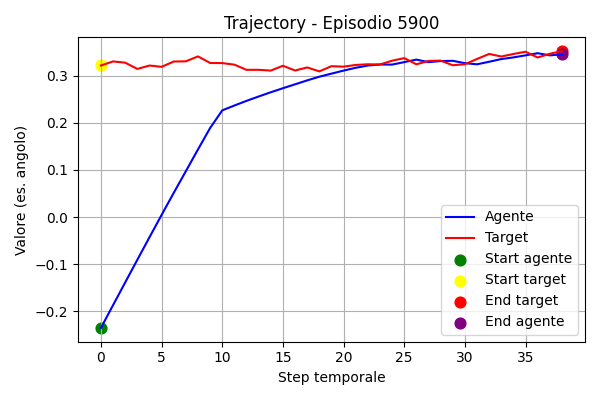 Trajectory - Episodio 5900
Valore (es. angolo)
0.3
0.2
0.1
0.0
−0.1
−0.2
0 5 10 15 20 25 30 35
Step temporale
Agente
Target
Start agente
Start target
End target
End agente